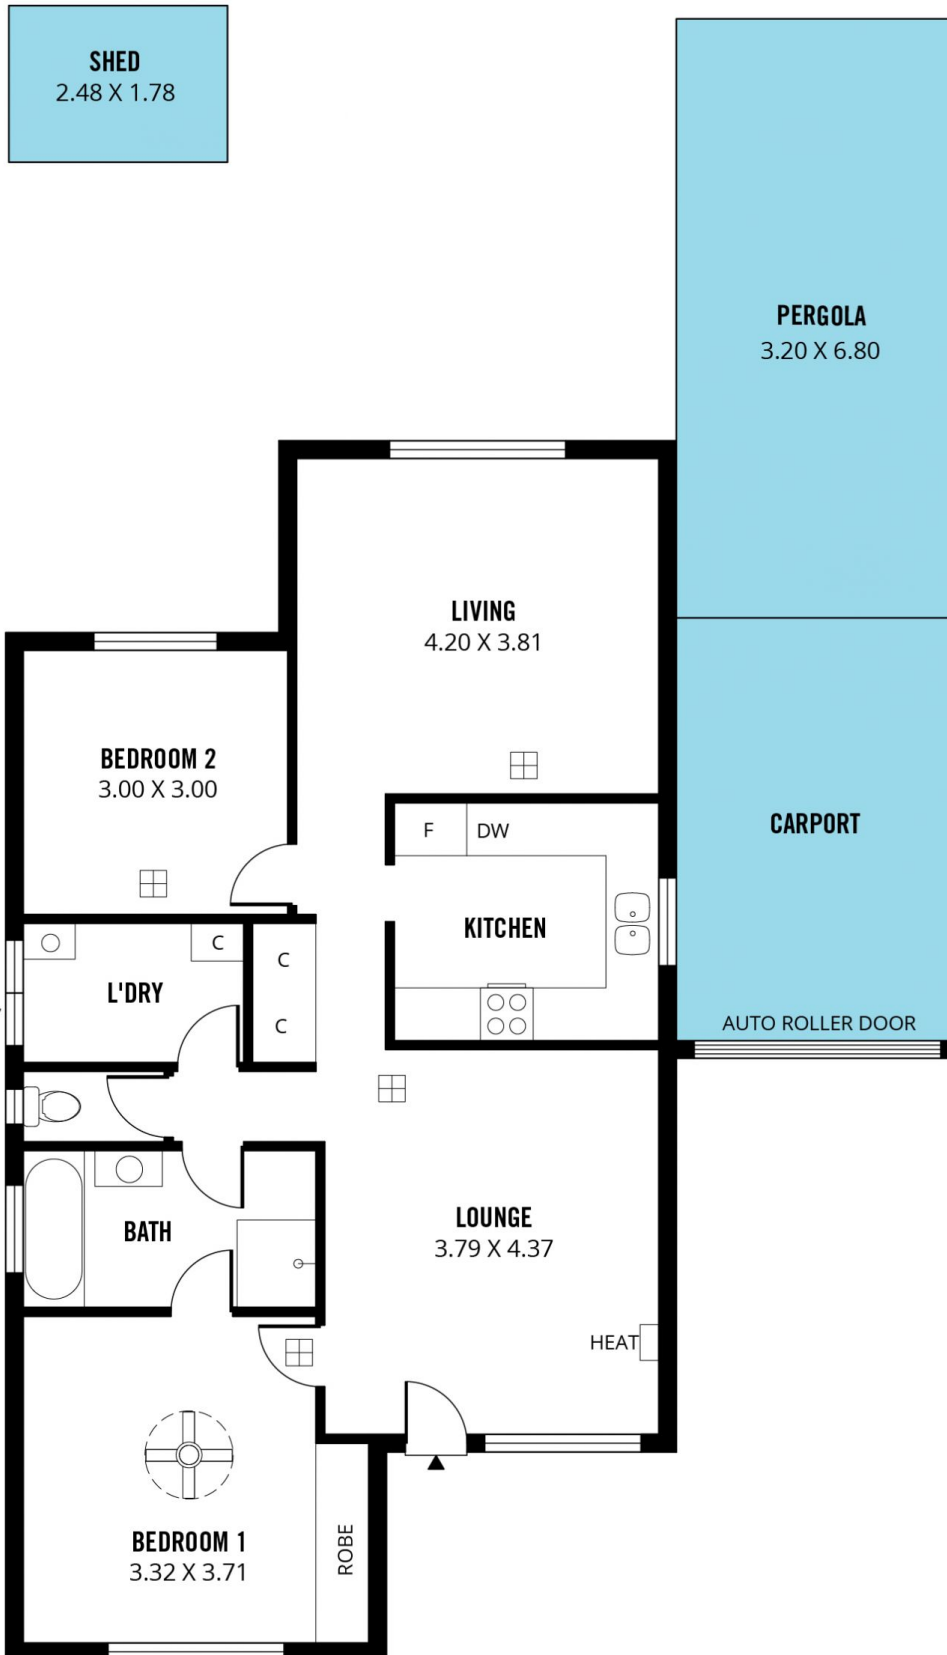 SHED
2.48 X 1.78
PERGOLA
3.20 X 6.80
LIVING
4.20 X 3.81
BEDROOM 2
3.00 X 3.00
CARPORT
F
DW
KITCHEN
C
C
L'DRY
C
AUTO ROLLER DOOR
BATH
LOUNGE
3.79 X 4.37
HEAT
BEDROOM 1
3.32 X 3.71
ROBE